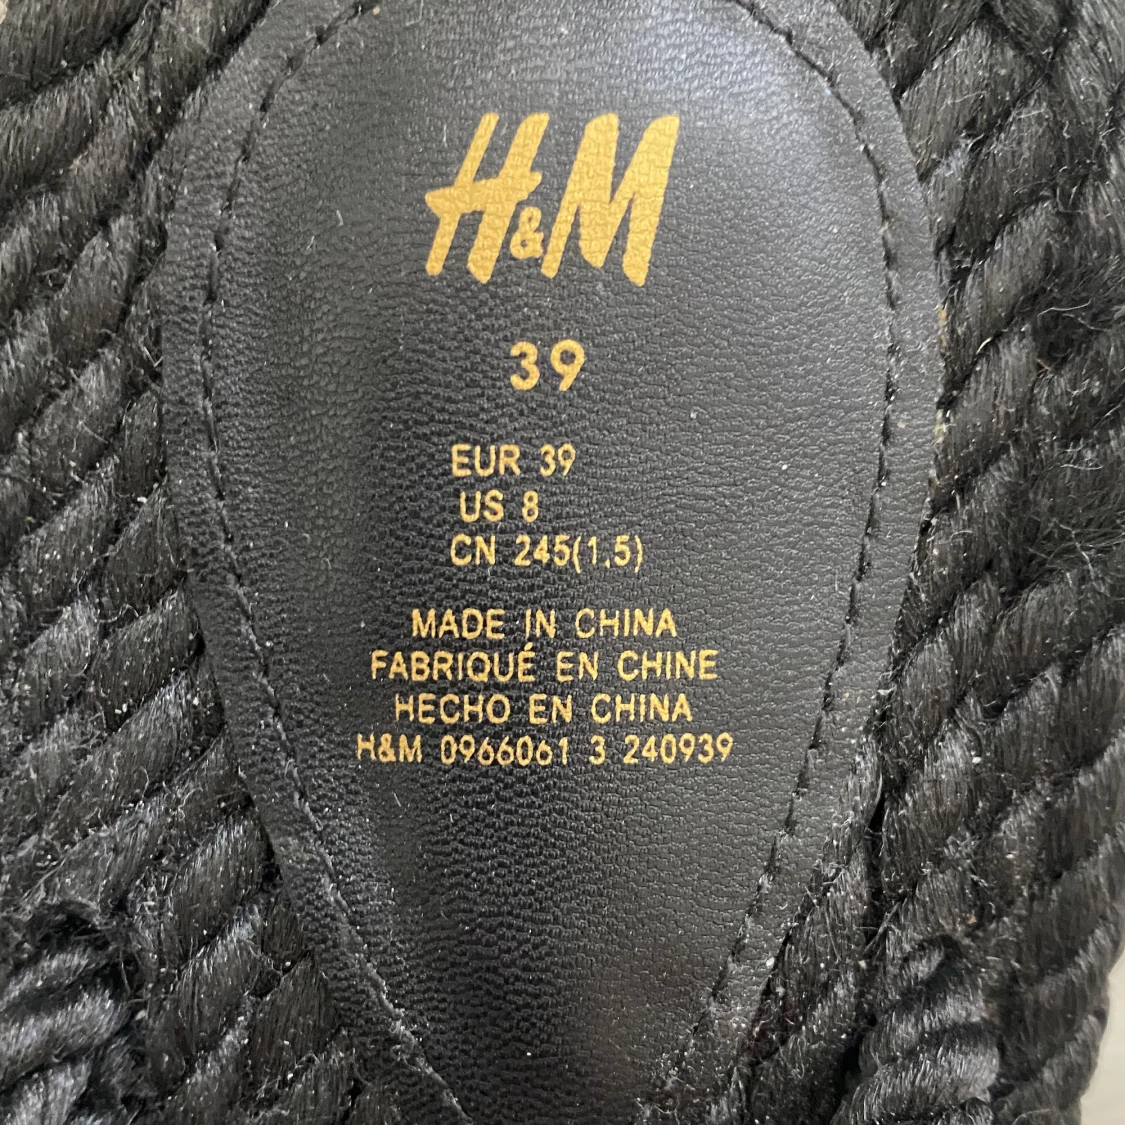 H&M
39
EUR 39
US 8
CN 245(1.5)
MADE IN CHINA
FABRIQUÉ EN CHINE
HECHO EN CHINA
H&M 0966061 3 240939